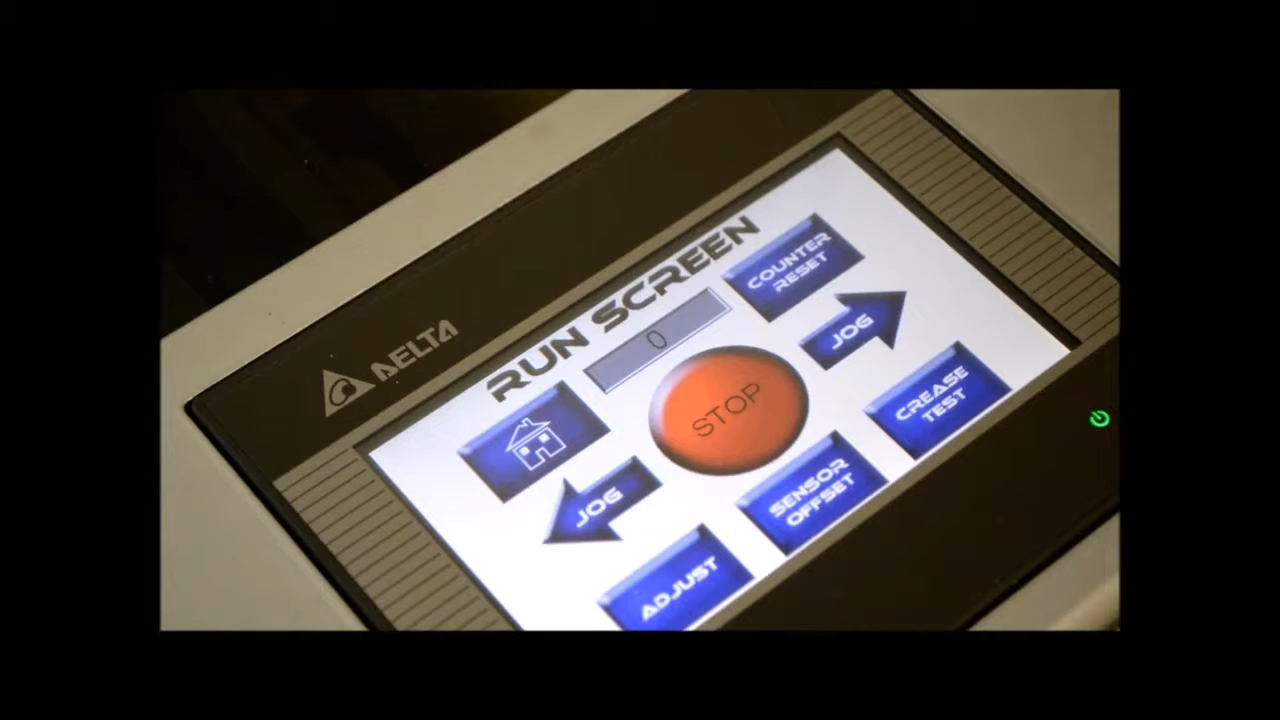 DELTA
RUN SCREEN
0
COUNTER
RESET
STOP
JOG
JOG
CREASE
TEST
SENSOR
OFFSET
ADJUST